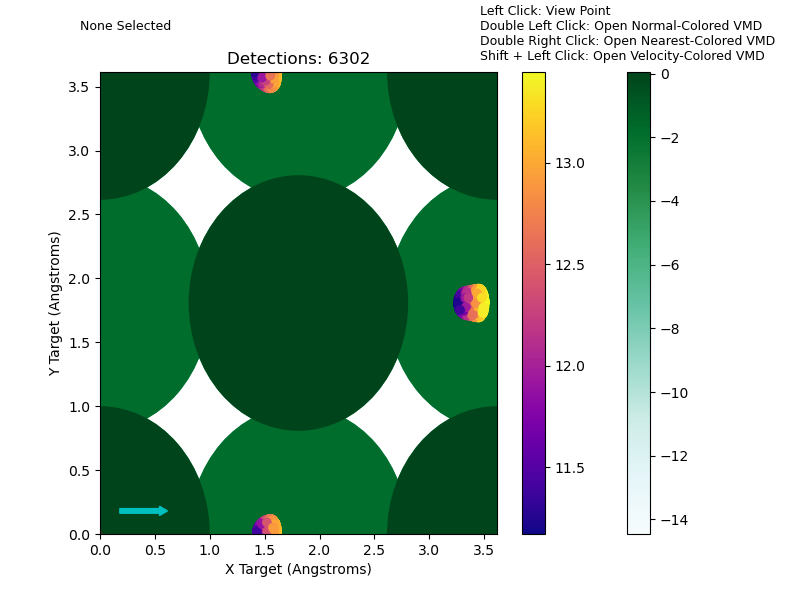 None Selected
Left Click: View Point
Double Left Click: Open Normal-Colored VMD
Double Right Click: Open Nearest-Colored VMD
Shift + Left Click: Open Velocity-Colored VMD
Detections: 6302
3.5
3.0
2.5
2.0
1.5
1.0
0.5
0.0
Y Target (Angstroms)
0.0 0.5 1.0 1.5 2.0 2.5 3.0 3.5
X Target (Angstroms)
13.0
12.5
12.0
11.5
0
−2
−4
−6
−8
−10
−12
−14